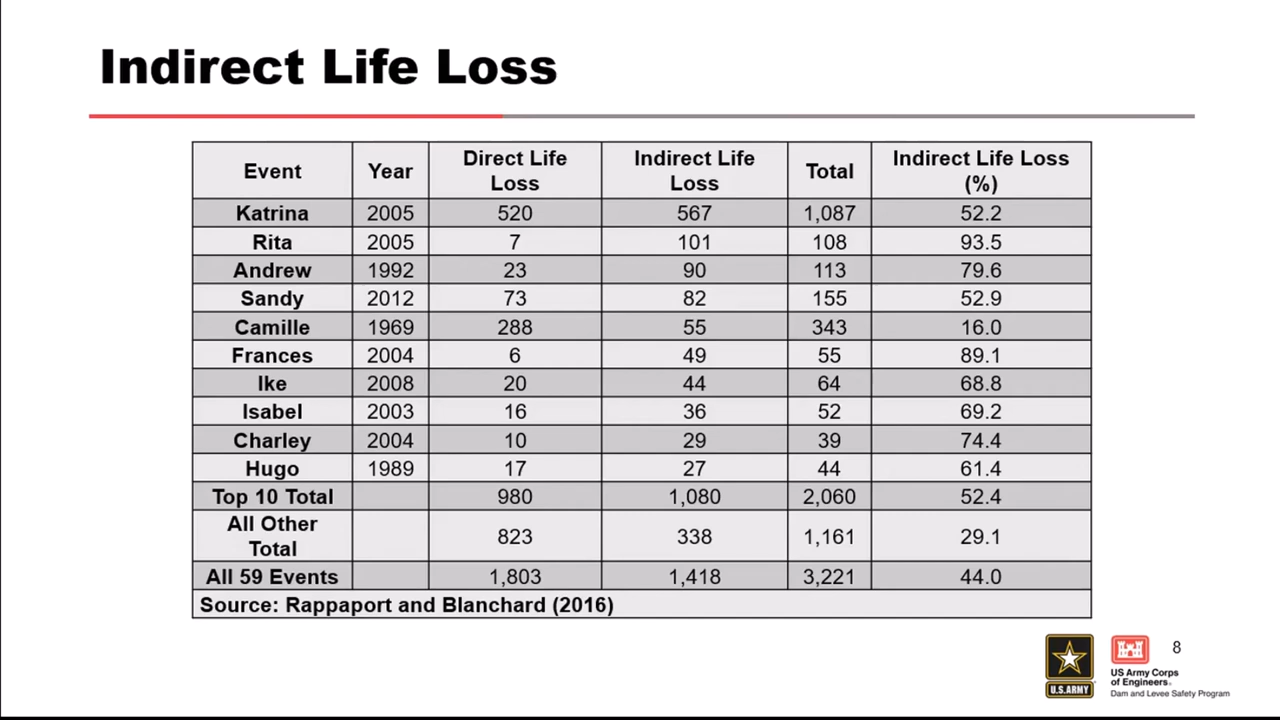 Indirect Life Loss
Event Year Direct Life Loss Indirect Life Loss Total Indirect Life Loss (%)
Katrina 2005 520 567 1,087 52.2
Rita 2005 7 101 108 93.5
Andrew 1992 23 90 113 79.6
Sandy 2012 73 82 155 52.9
Camille 1969 288 55 343 16.0
Frances 2004 6 49 55 89.1
Ike 2008 20 44 64 68.8
Isabel 2003 16 36 52 69.2
Charley 2004 10 29 39 74.4
Hugo 1989 17 27 44 61.4
Top 10 Total 980 1,080 2,060 52.4
All Other Total 823 338 1,161 29.1
All 59 Events 1,803 1,418 3,221 44.0
Source: Rappaport and Blanchard (2016)
U.S.ARMY
US Army Corps
of Engineers.
Dam and Levee Safety Program
8